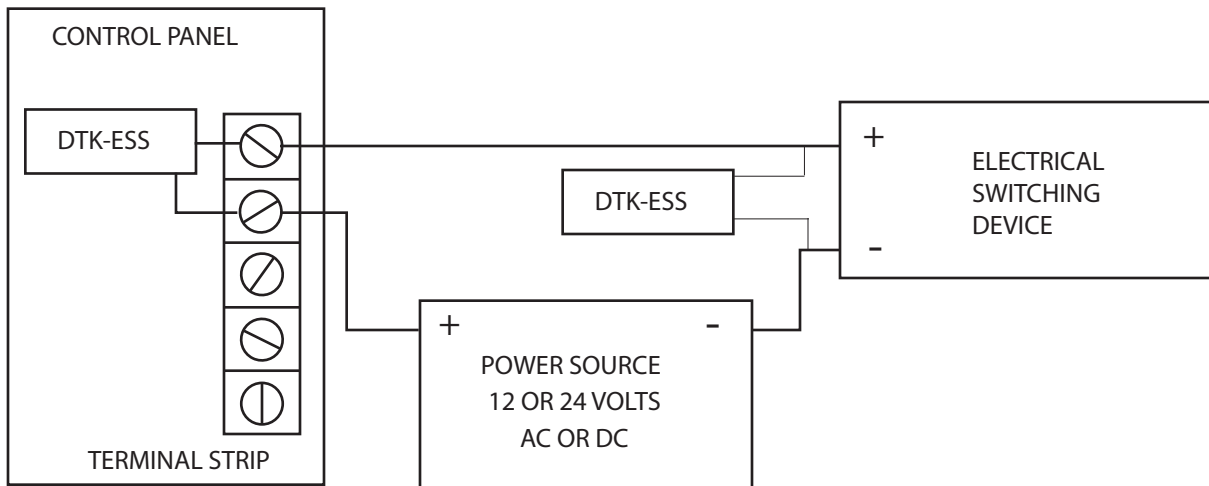 CONTROL PANEL
DTK-ESS
TERMINAL STRIP
DTK-ESS
+
-
ELECTRICAL
SWITCHING
DEVICE
+
-
POWER SOURCE
12 OR 24 VOLTS
AC OR DC